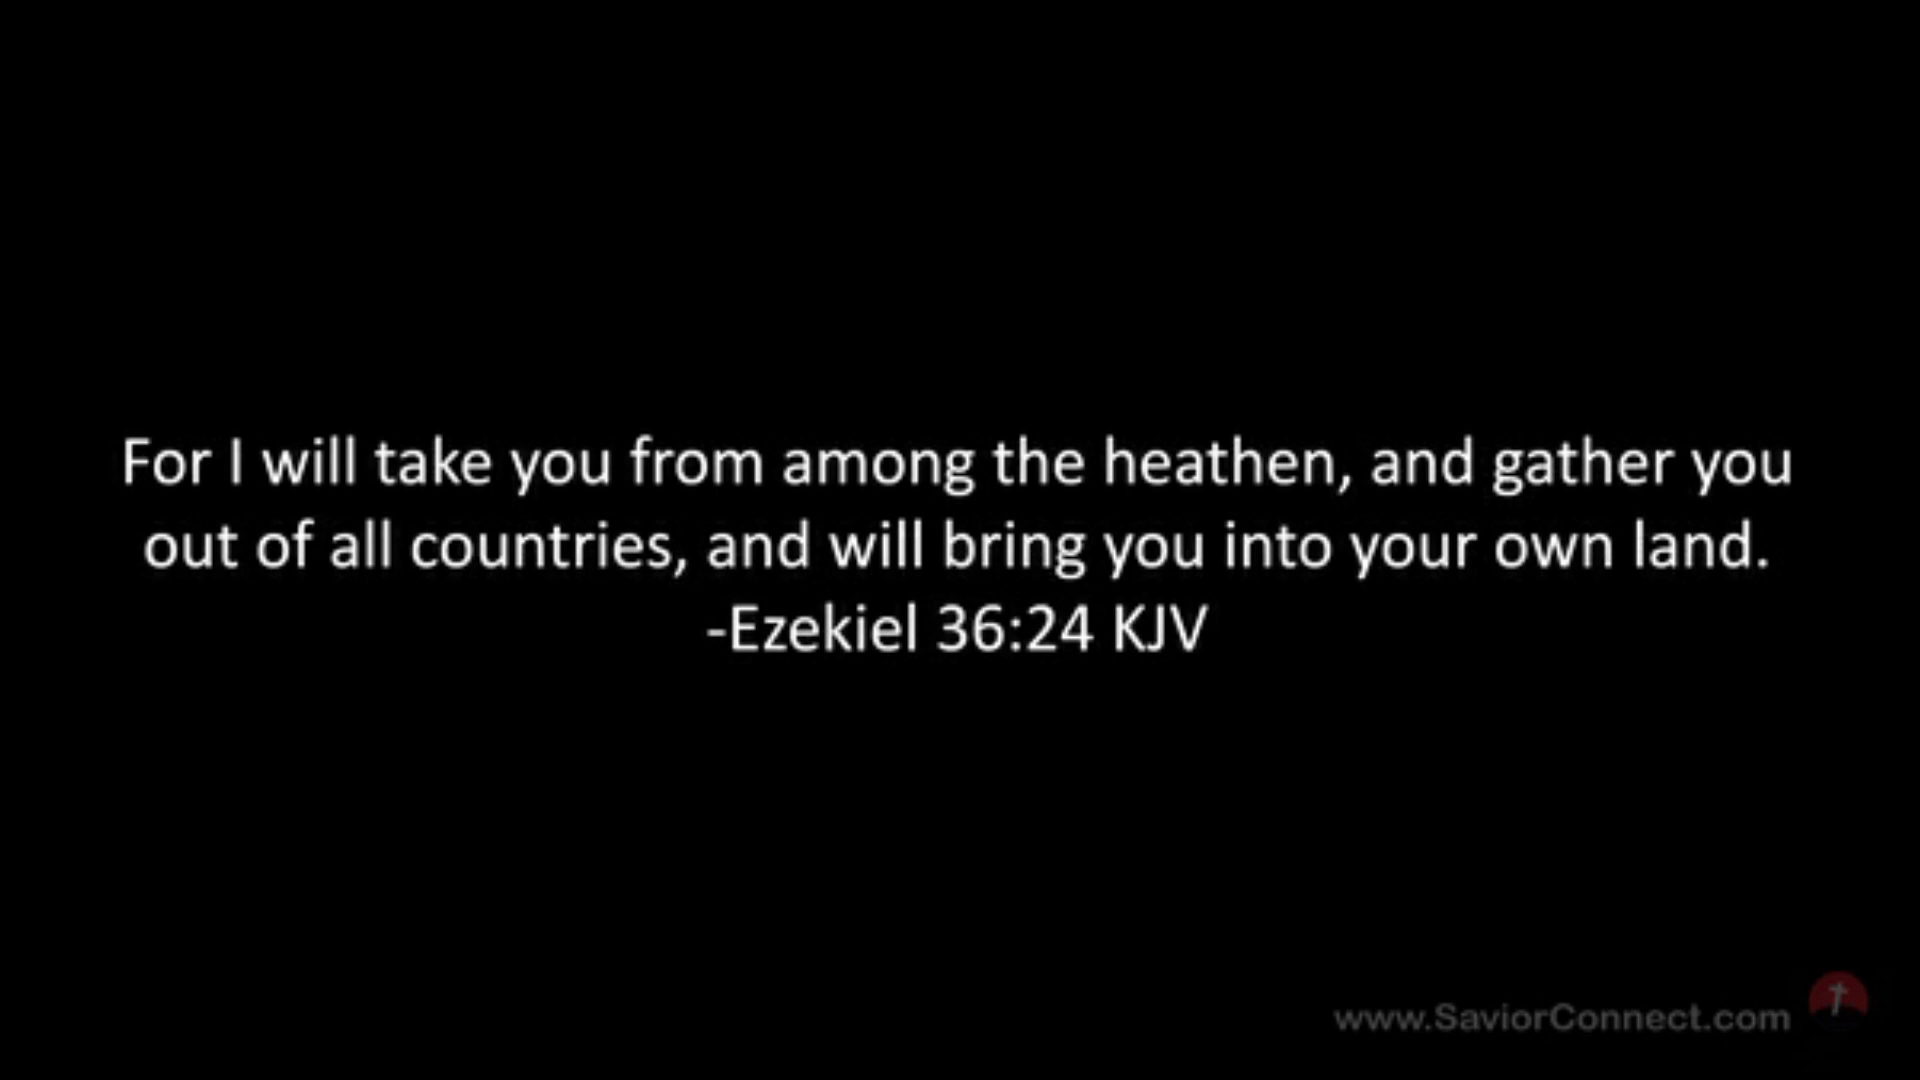 For I will take you from among the heathen, and gather you
out of all countries, and will bring you into your own land.
-Ezekiel 36:24 KJV
www.SaviorConnect.com